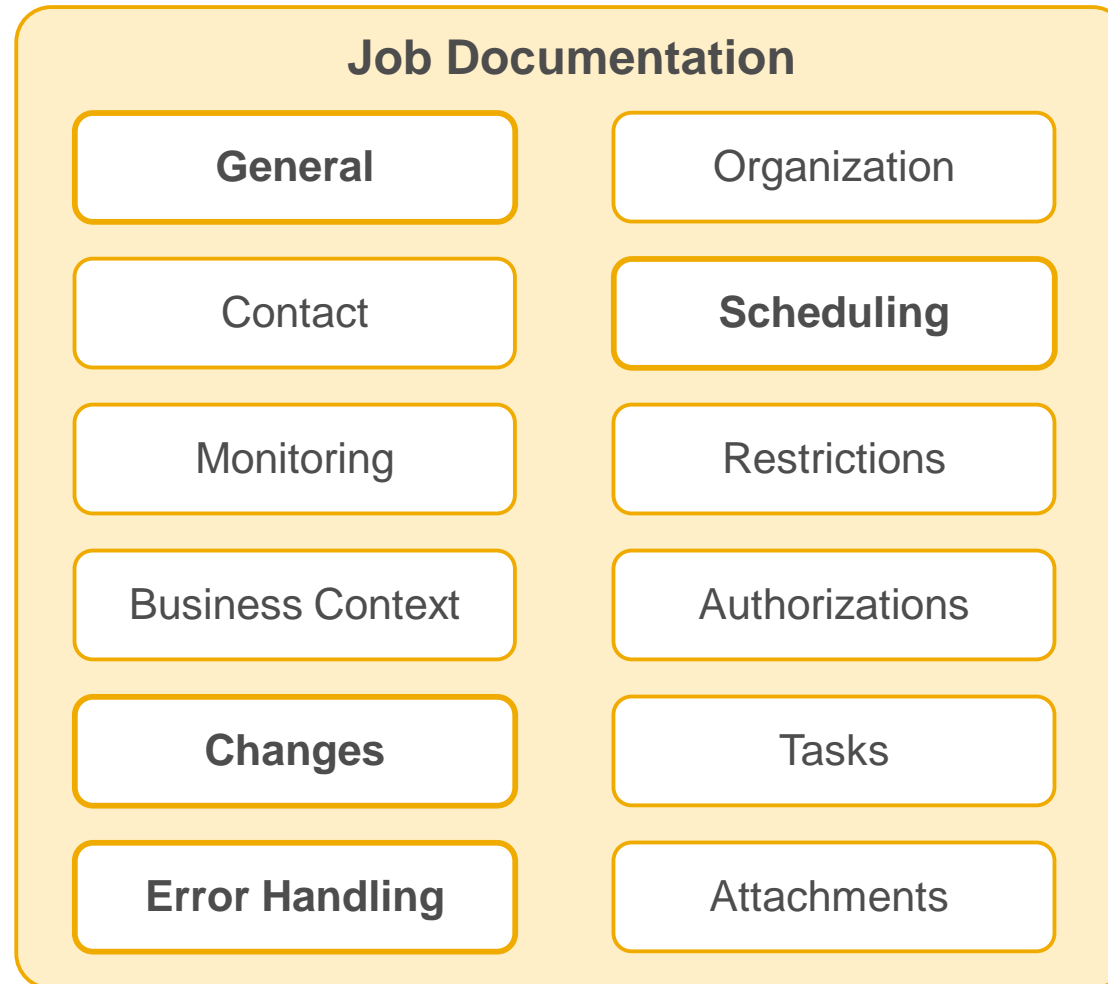 Job Documentation
General
Organization
Contact
Scheduling
Monitoring
Restrictions
Business Context
Authorizations
Changes
Tasks
Error Handling
Attachments